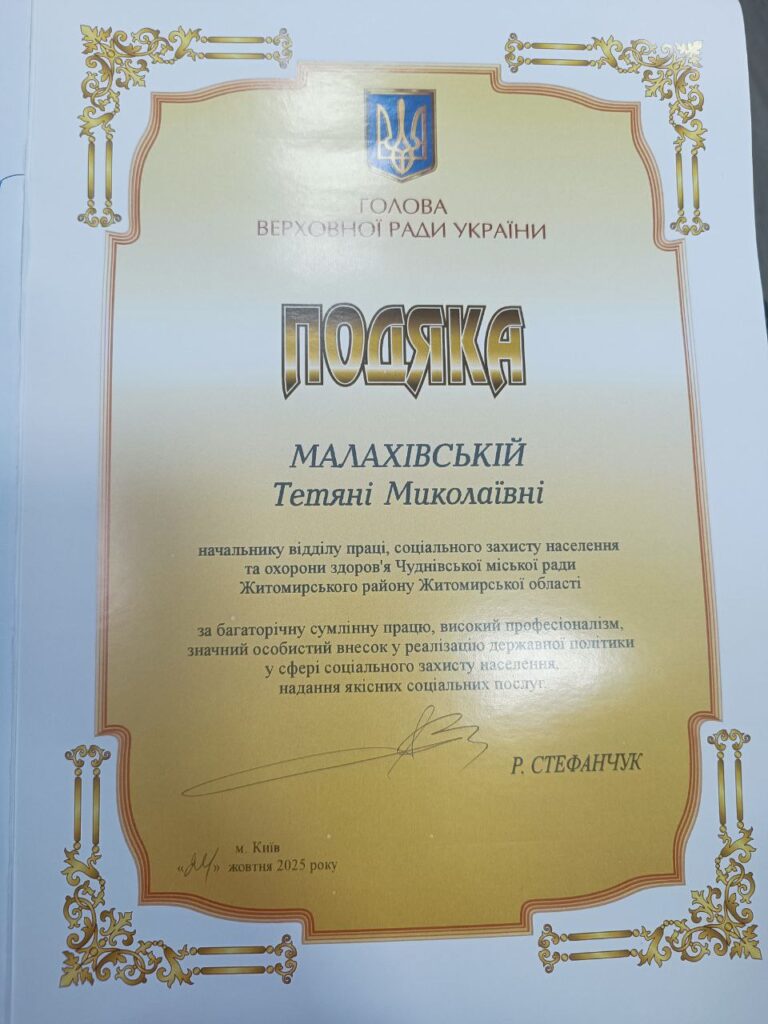 ГОЛОВА
ВЕРХОВНОЇ РАДИ УКРАЇНИ
ПОДЯКА
МАЛАХІВСЬКІЙ
Тетяні Миколаївні
начальнику відділу праці, соціального захисту населення
та охорони здоров'я Чуднівської міської ради
Житомирського району Житомирської області
за багаторічну сумлінну працю, високий професіоналізм,
значний особистий внесок у реалізацію державної політики
у сфері соціального захисту населення,
надання якісних соціальних послуг.
Р. СТЕФАНЧУК
м. Київ
« » жовтня 2025 року